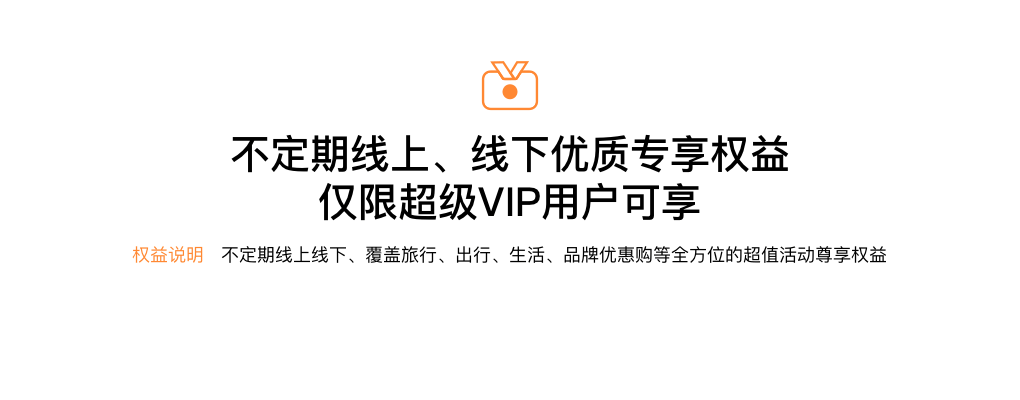 不定期线上、线下优质专享权益
仅限超级VIP用户可享
权益说明 不定期线上线下、覆盖旅行、出行、生活、品牌优惠购等全方位的超值活动尊享权益